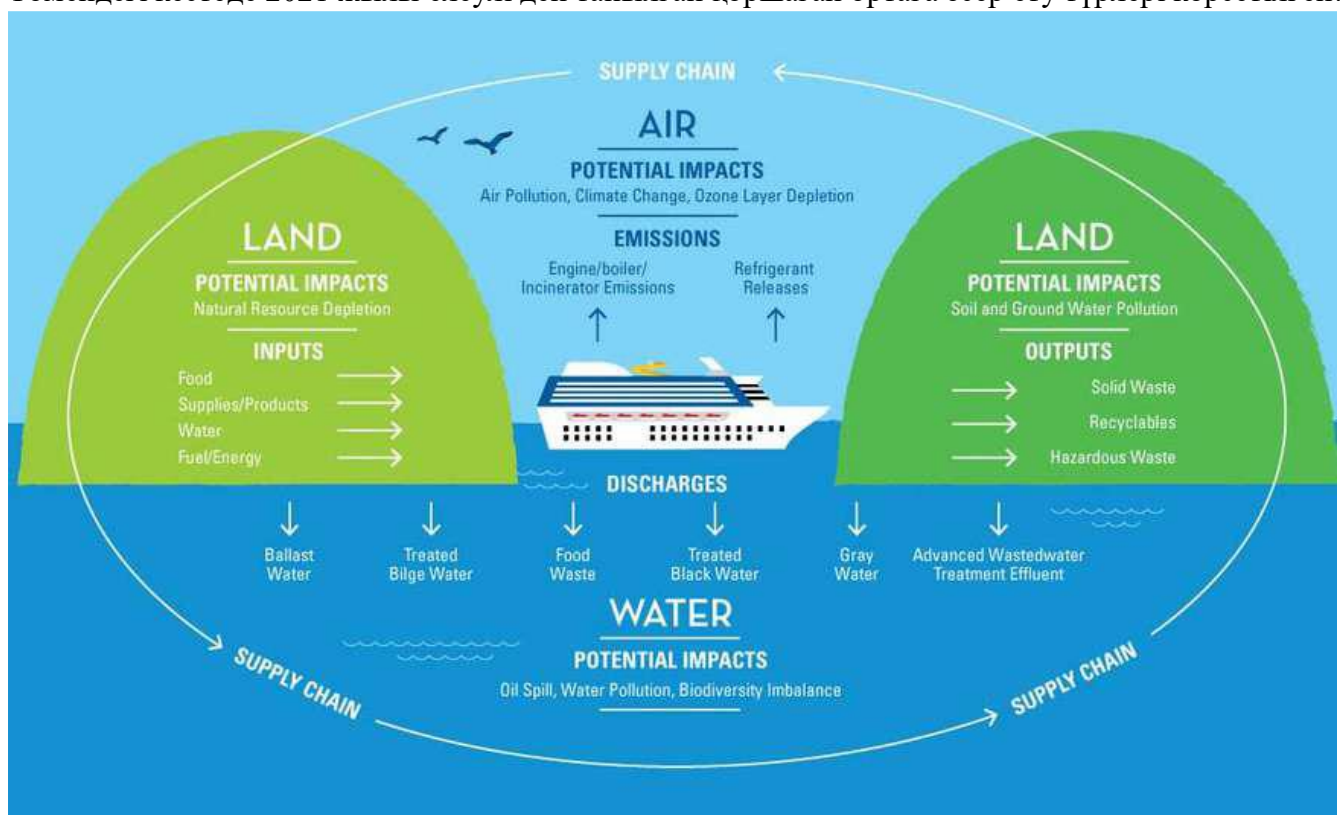 SUPPLY CHAIN
AIR
POTENTIAL IMPACTS
Air Pollution, Climate Change, Ozone Layer Depletion
EMISSIONS
Engine/boiler/
Incinerator Emissions
Refrigerant
Releases
LAND
POTENTIAL IMPACTS
Natural Resource Depletion
INPUTS
Food
Supplies/Products
Water
Fuel/Energy
LAND
POTENTIAL IMPACTS
Soil and Ground Water Pollution
OUTPUTS
Solid Waste
Recyclables
Hazardous Waste
DISCHARGES
Ballast
Water
Treated
Bilge Water
Food
Waste
Treated
Black Water
Gray
Water
Advanced Wastedwater
Treatment Effluent
WATER
POTENTIAL IMPACTS
Oil Spill, Water Pollution, Biodiversity Imbalance
SUPPLY CHAIN
SUPPLY CHAIN